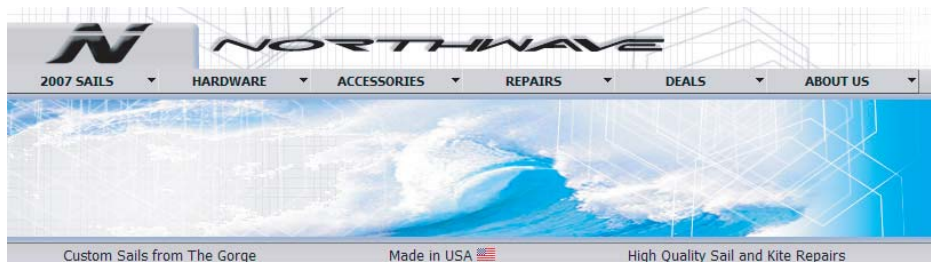 N NORTHWAVE
2007 SAILS HARDWARE ACCESSORIES REPAIRS DEALS ABOUT US
Custom Sails from The Gorge Made in USA High Quality Sail and Kite Repairs